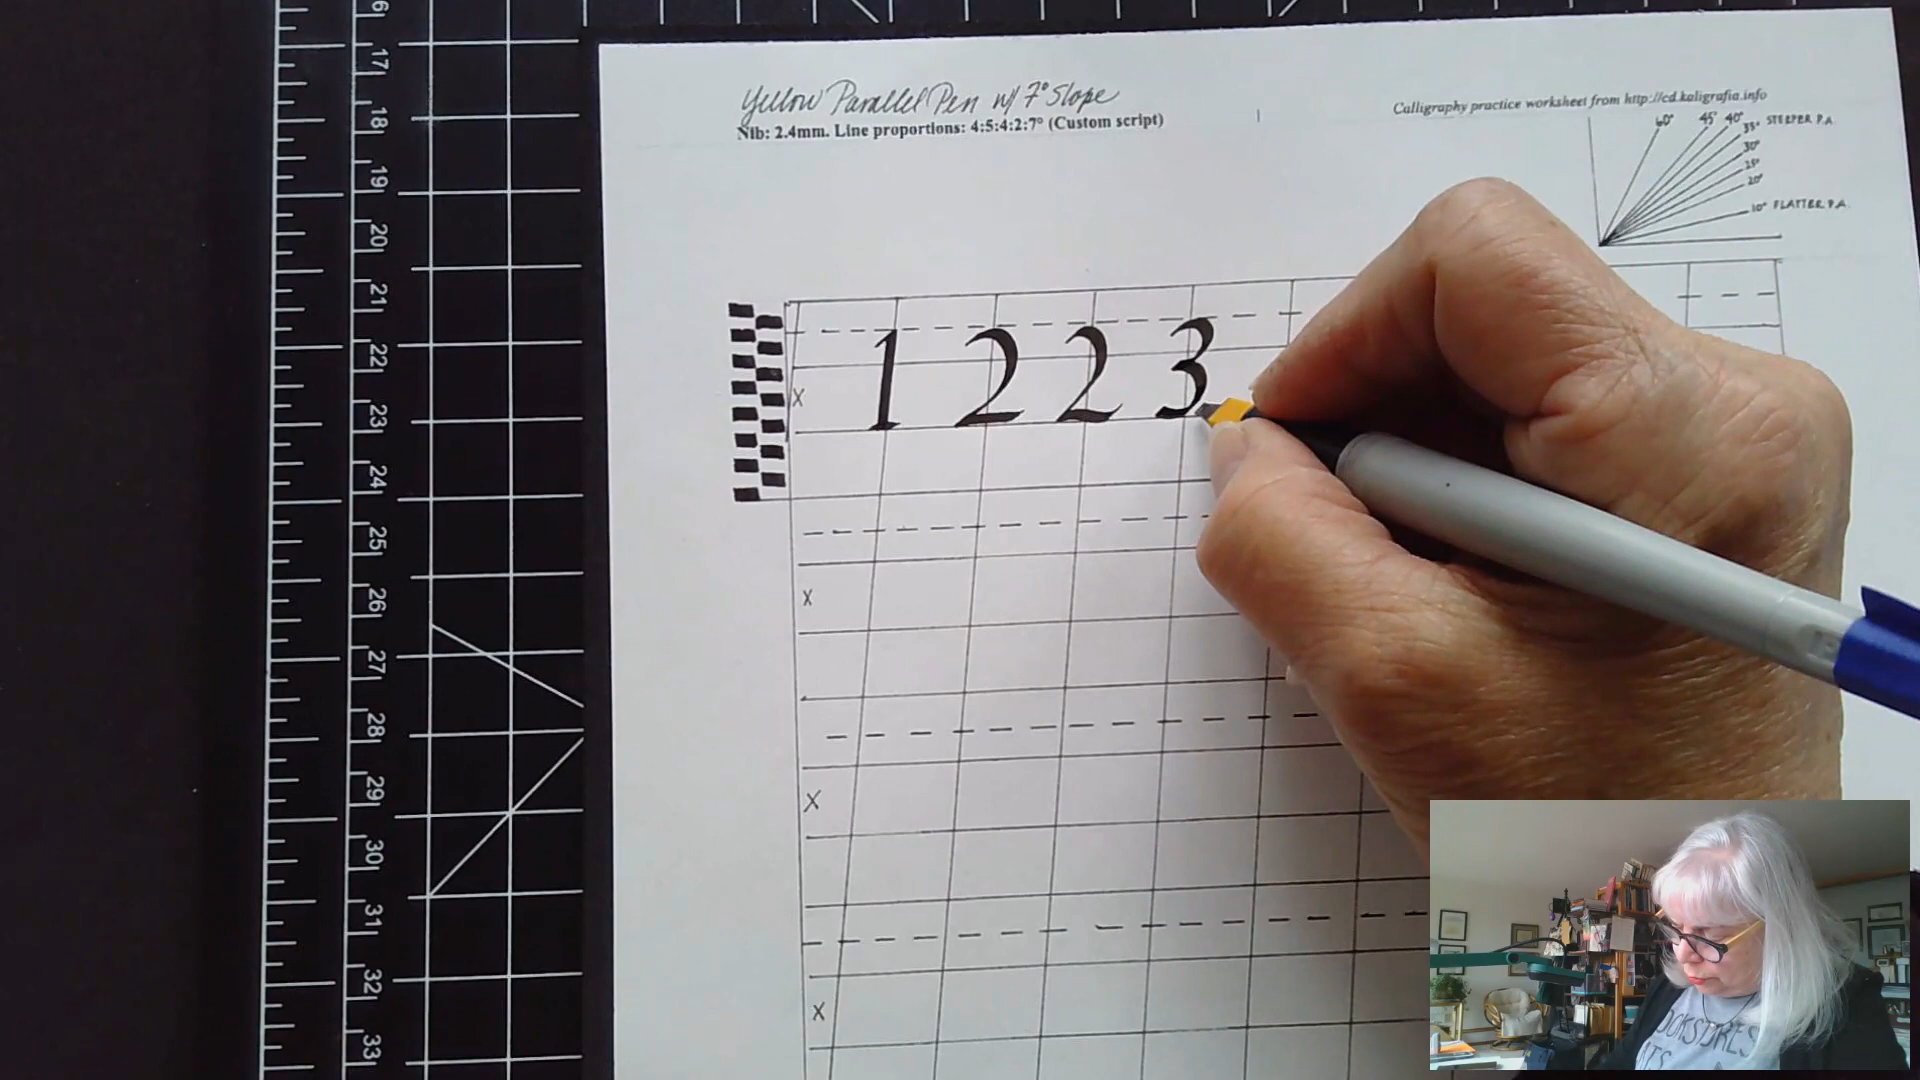 Yellow Parallel Pen w/ 7° Slope
Nib: 2.4mm. Line proportions: 4:5:4:2:7° (Custom script)
Calligraphy practice worksheet from http://cd.kaligrafia.info
60° 45° 40° 35° STEEPER P.A.
30°
25°
20°
10° FLATTER P.A.
1 2 2 3
x
x
x
x
16
17
18
19
20
21
22
23
24
25
26
27
28
29
30
31
32
33